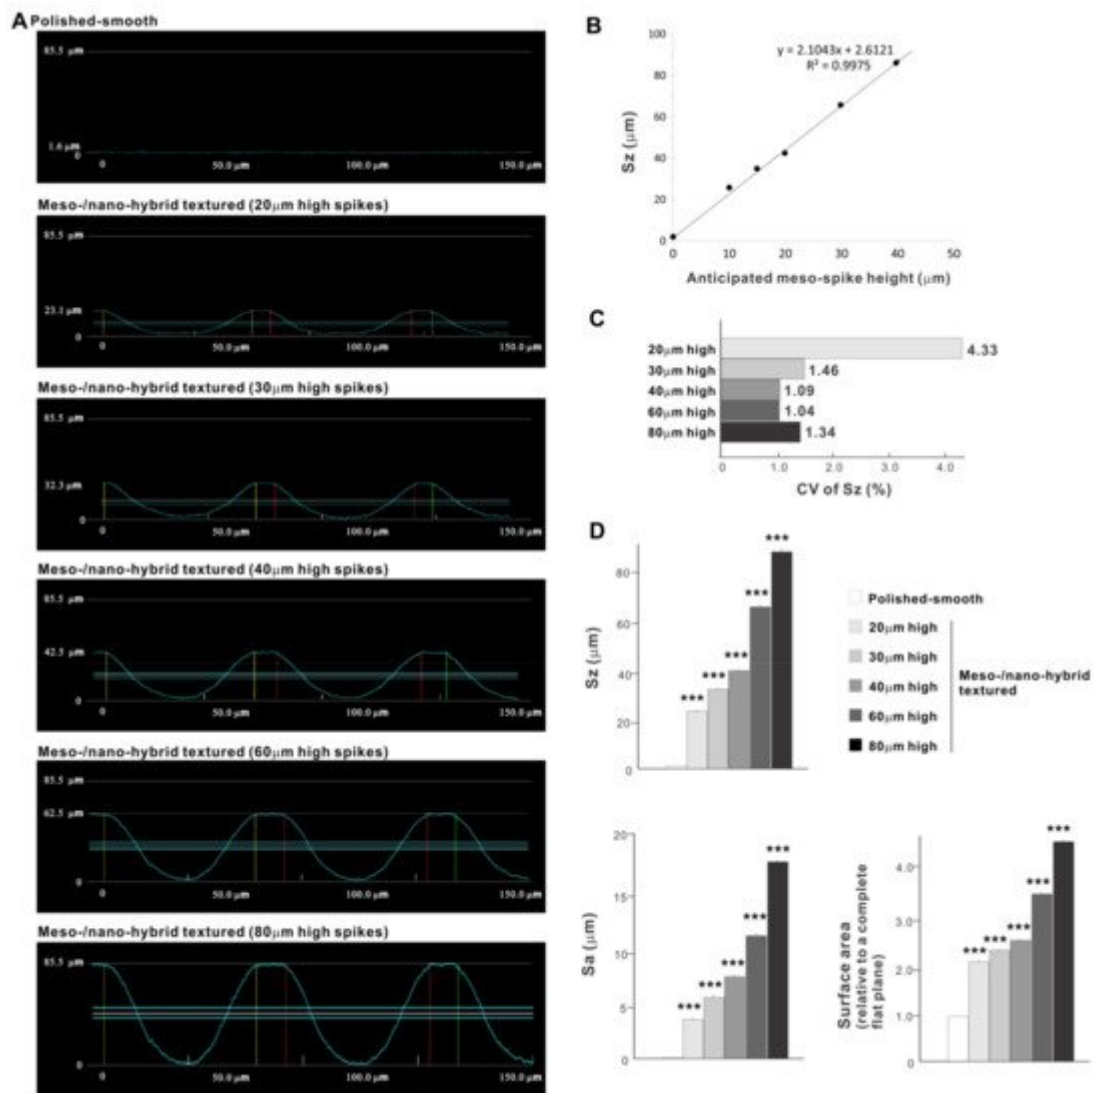 A Polished-smooth
85.5 μm
1.6 μm
0
0 50.0 μm 100.0 μm 150.0 μm
Meso-/nano-hybrid textured (20μm high spikes)
85.5 μm
23.1 μm
0
0 50.0 μm 100.0 μm 150.0 μm
Meso-/nano-hybrid textured (30μm high spikes)
85.5 μm
32.3 μm
0
0 50.0 μm 100.0 μm 150.0 μm
Meso-/nano-hybrid textured (40μm high spikes)
85.5 μm
42.5 μm
0
0 50.0 μm 100.0 μm 150.0 μm
Meso-/nano-hybrid textured (60μm high spikes)
85.5 μm
62.5 μm
0
0 50.0 μm 100.0 μm 150.0 μm
Meso-/nano-hybrid textured (80μm high spikes)
85.5 μm
0
0 50.0 μm 100.0 μm 150.0 μm
B
y = 2.1043x + 2.6121
R² = 0.9975
Sz (μm)
100
80
60
40
20
0
0 10 20 30 40 50
Anticipated meso-spike height (μm)
C
20μm high 4.33
30μm high 1.46
40μm high 1.09
60μm high 1.04
80μm high 1.34
0 1.0 2.0 3.0 4.0
CV of Sz (%)
D
Sz (μm)
80
60
40
20
0
*** *** *** *** ***
Polished-smooth
20μm high
30μm high
40μm high
60μm high
80μm high
Meso-/nano-hybrid
textured
Sa (μm)
20
15
10
5
0
*** *** *** *** ***
Surface area
(relative to a complete
flat plane)
4.0
3.0
2.0
1.0
0
*** *** *** *** ***